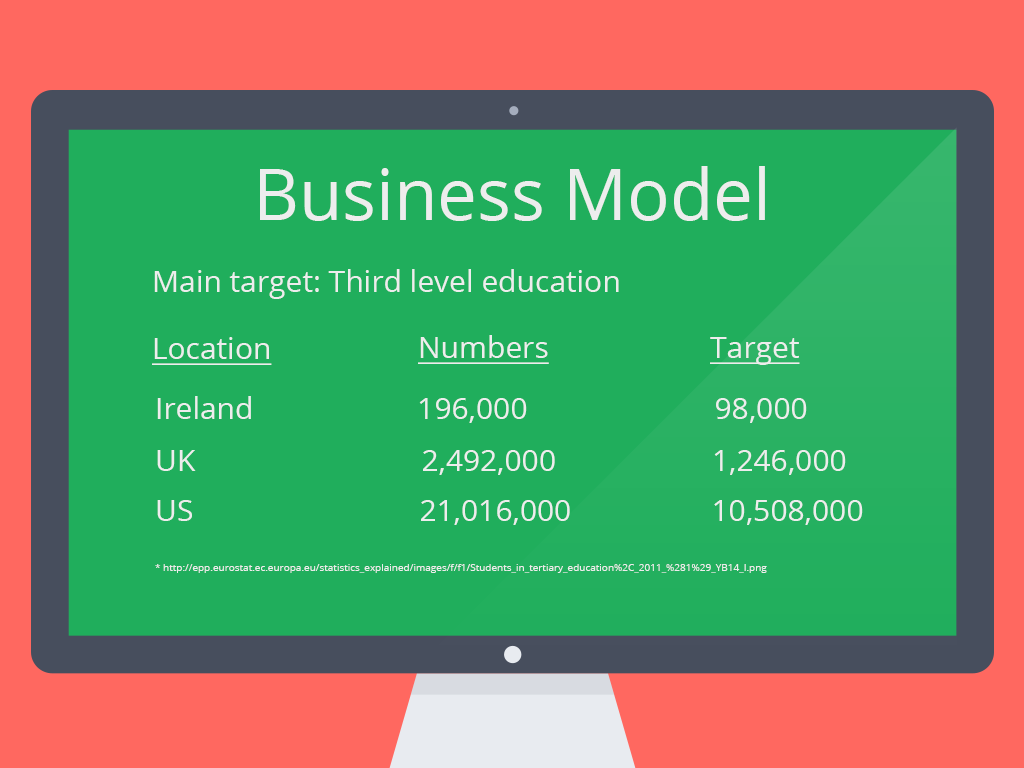 Business Model
Main target: Third level education
Location Numbers Target
Ireland 196,000 98,000
UK 2,492,000 1,246,000
US 21,016,000 10,508,000
* http://epp.eurostat.ec.europa.eu/statistics_explained/images/f/f1/Students_in_tertiary_education%2C_2011_%281%29_YB14_I.png